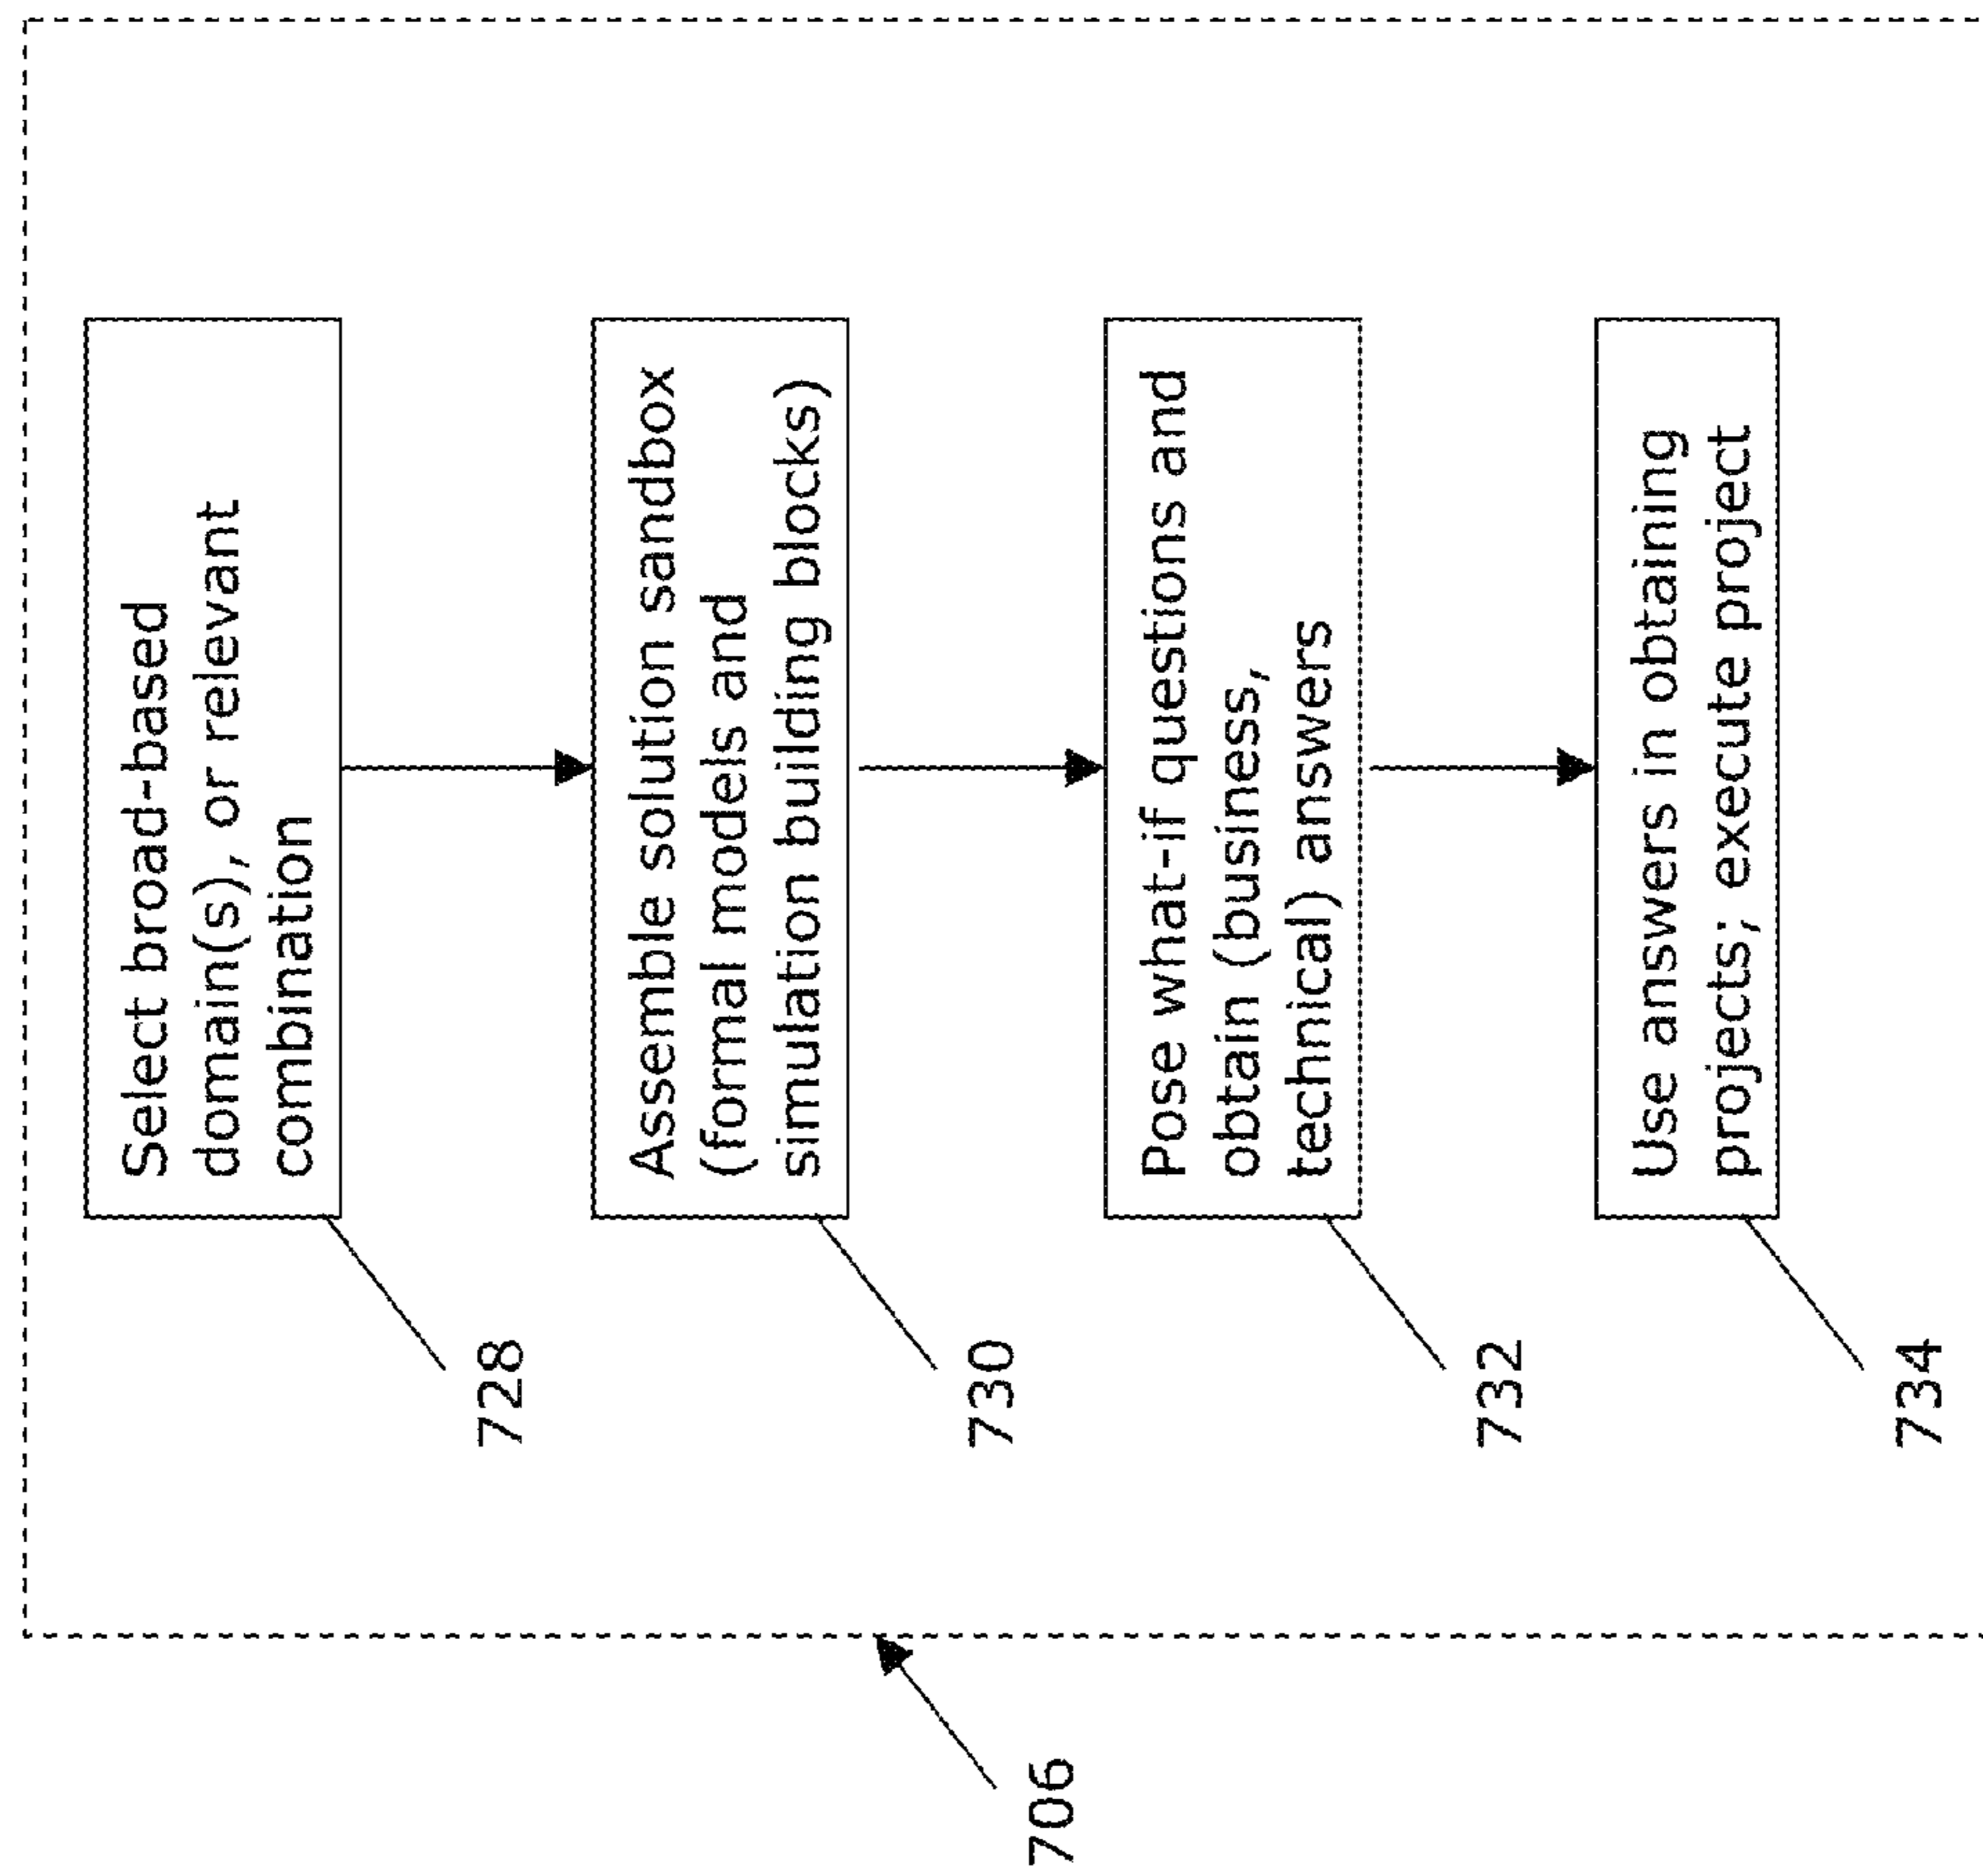 Select broad-based
domain(s), or relevant
combination
728
Assemble solution sandbox
(formal models and
simulation building blocks)
730
Pose what-if questions and
obtain (business,
technical) answers
732
Use answers in obtaining
projects; execute project
734
706